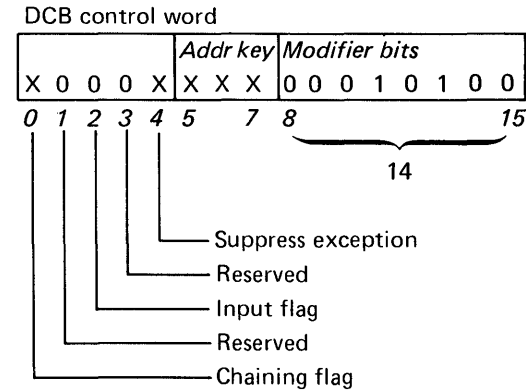 DCB control word
Addr key Modifier bits
X 0 0 0 X X X X 0 0 0 1 0 1 0 0
0 1 2 3 4 5 7 8 15
14
Suppress exception
Reserved
Input flag
Reserved
Chaining flag